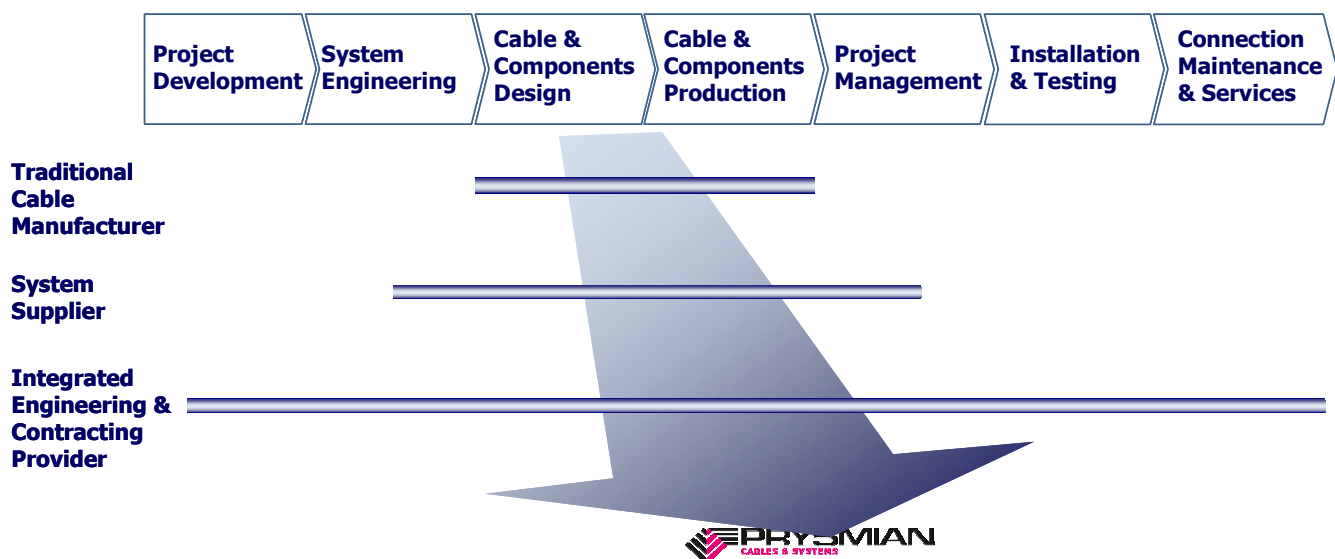 Project
Development
System
Engineering
Cable &
Components
Design
Cable &
Components
Production
Project
Management
Installation
& Testing
Connection
Maintenance
& Services
Traditional
Cable
Manufacturer
System
Supplier
Integrated
Engineering &
Contracting
Provider
PRYSMIAN
CABLES & SYSTEMS